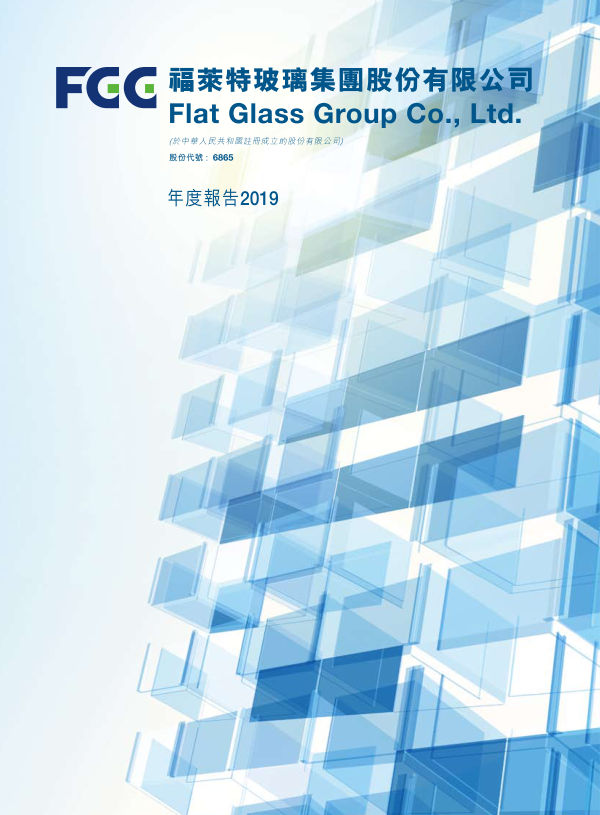 FGG
福萊特玻璃集團股份有限公司
Flat Glass Group Co., Ltd.
(於中華人民共和國註冊成立的股份有限公司)
股份代號：6865
年度報告2019